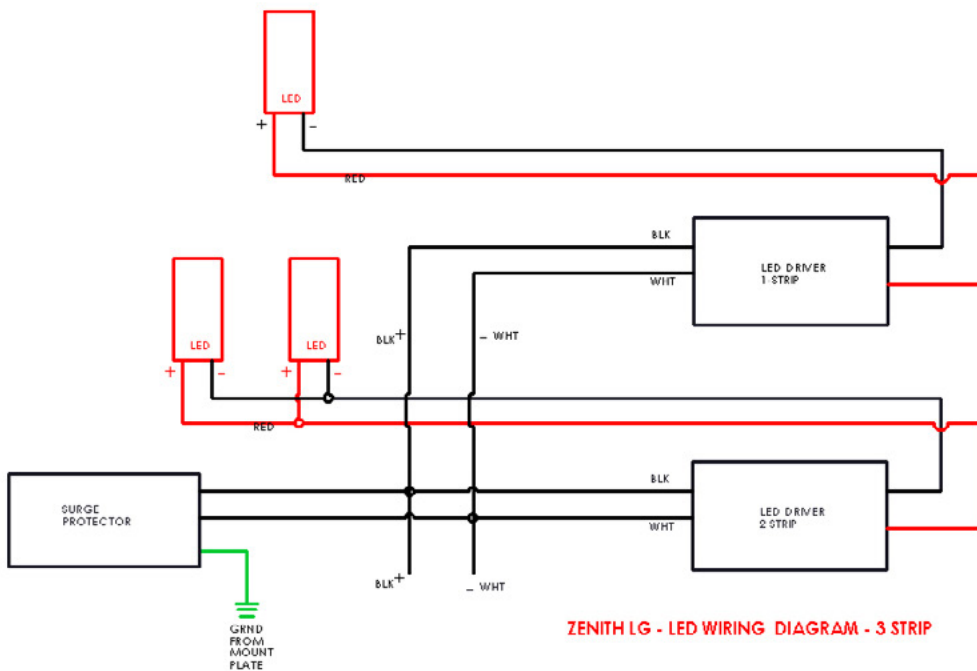 LED
+ -
RED
BLK
WHT
LED DRIVER
1 STRIP
BLK+
- WHT
LED
LED
+ - + -
RED
BLK
WHT
SURGE
PROTECTOR
LED DRIVER
2 STRIP
BLK+
- WHT
GRND
FROM
MOUNT
PLATE
ZENITH LG - LED WIRING DIAGRAM - 3 STRIP